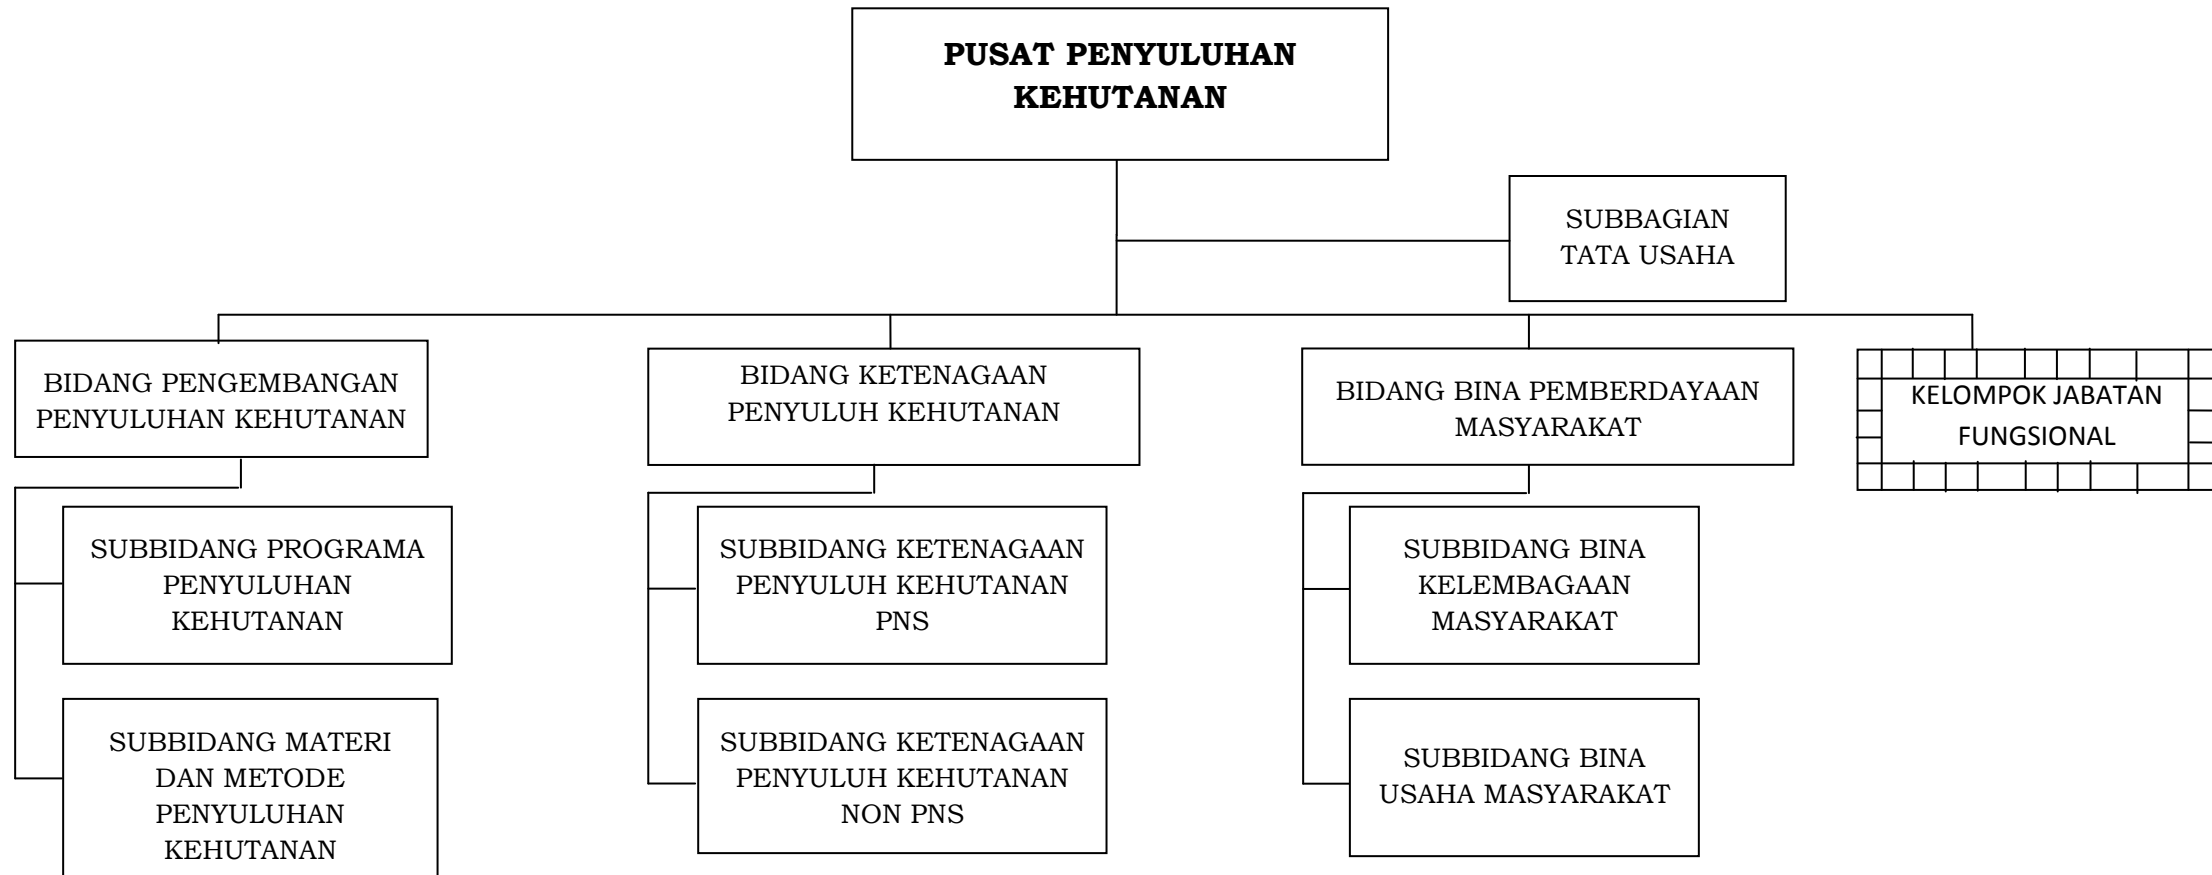 PUSAT PENYULUHAN
KEHUTANAN
SUBBAGIAN
TATA USAHA
BIDANG PENGEMBANGAN
PENYULUHAN KEHUTANAN
BIDANG KETENAGAAN
PENYULUH KEHUTANAN
BIDANG BINA PEMBERDAYAAN
MASYARAKAT
KELOMPOK JABATAN
FUNGSIONAL
SUBBIDANG PROGRAMA
PENYULUHAN
KEHUTANAN
SUBBIDANG KETENAGAAN
PENYULUH KEHUTANAN
PNS
SUBBIDANG BINA
KELEMBAGAAN
MASYARAKAT
SUBBIDANG MATERI
DAN METODE
PENYULUHAN
KEHUTANAN
SUBBIDANG KETENAGAAN
PENYULUH KEHUTANAN
NON PNS
SUBBIDANG BINA
USAHA MASYARAKAT